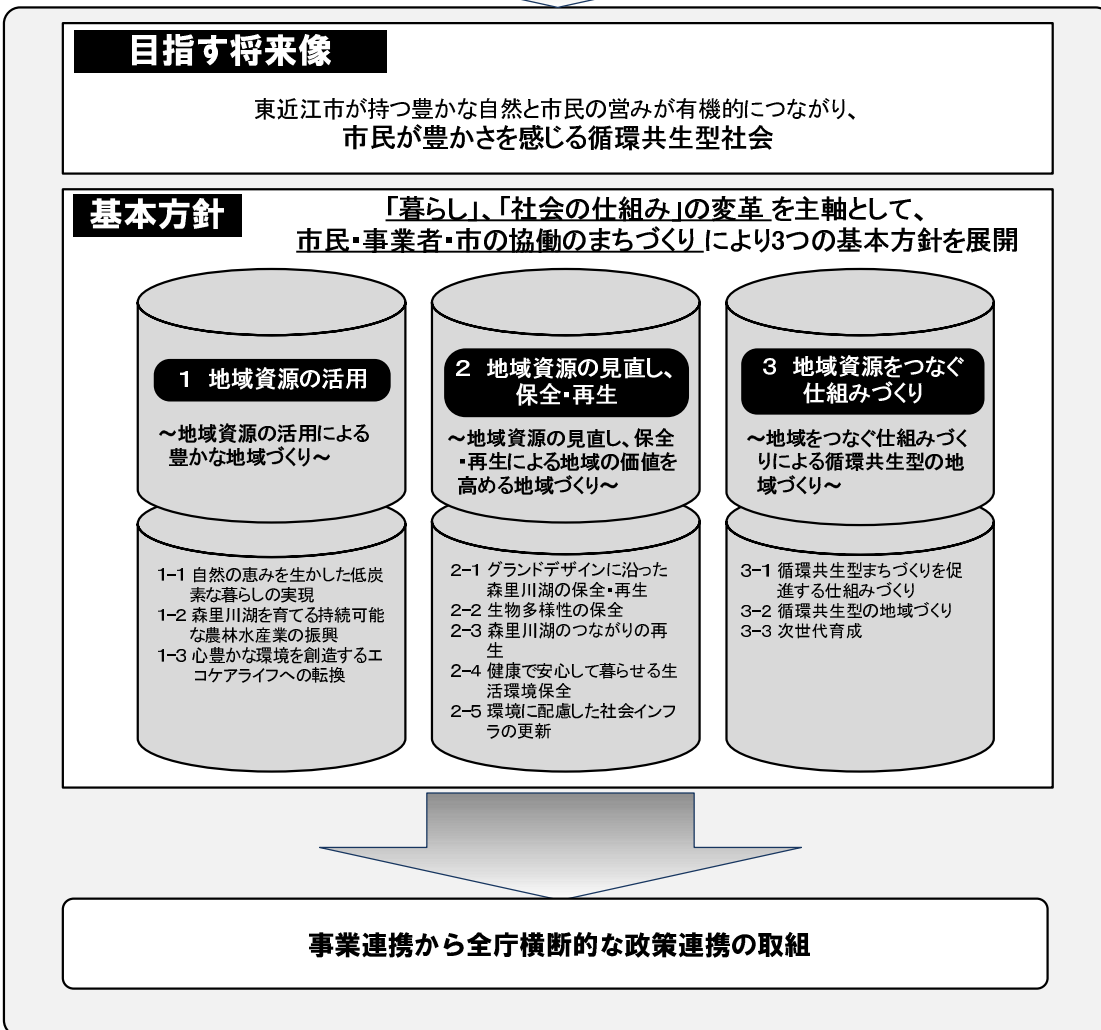 目指す将来像
東近江市が持つ豊かな自然と市民の営みが有機的につながり、
市民が豊かさを感じる循環共生型社会
基本方針
「暮らし」、「社会の仕組み」の変革 を主軸として、
市民・事業者・市の協働のまちづくり により3つの基本方針を展開
1 地域資源の活用
～地域資源の活用による
豊かな地域づくり～
1-1 自然の恵みを生かした低炭
素な暮らしの実現
1-2 森里川湖を育てる持続可能
な農林水産業の振興
1-3 心豊かな環境を創造するエ
コケアライフへの転換
2 地域資源の見直し、
保全・再生
～地域資源の見直し、保全
・再生による地域の価値を
高める地域づくり～
2-1 グランドデザインに沿った
森里川湖の保全・再生
2-2 生物多様性の保全
2-3 森里川湖のつながりの再
生
2-4 健康で安心して暮らせる生
活環境保全
2-5 環境に配慮した社会インフ
ラの更新
3 地域資源をつなぐ
仕組みづくり
～地域をつなぐ仕組みづく
りによる循環共生型の地
域づくり～
3-1 循環共生型まちづくりを促
進する仕組みづくり
3-2 循環共生型の地域づくり
3-3 次世代育成
事業連携から全庁横断的な政策連携の取組